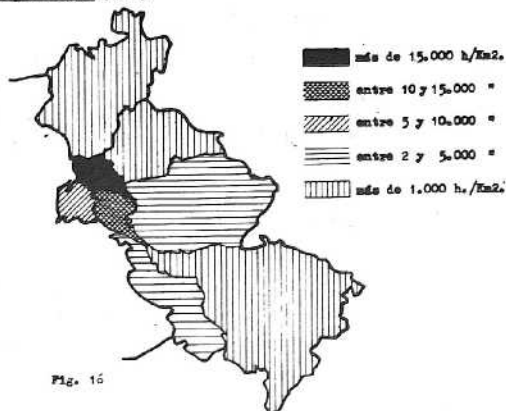 más de 15.000 h/Km2.
entre 10 y 15.000 "
entre 5 y 10.000 "
entre 2 y 5.000 "
más de 1.000 h./Km2.
Fig. 16